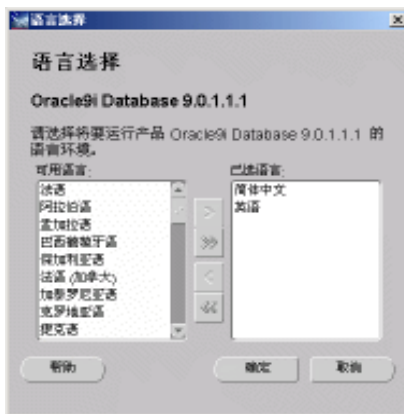 语言选择
语言选择
Oracle9i Database 9.0.1.1.1
请选择将要运行产品 Oracle9i Database 9.0.1.1.1 的
语言环境。
可用语言:
已选语言:
法语
阿拉伯语
孟加拉语
巴西葡萄牙语
保加利亚语
法语 (加拿大)
加泰罗尼亚语
克罗地亚语
捷克语
简体中文
英语
>
>>
<
<<
帮助
确定
取消